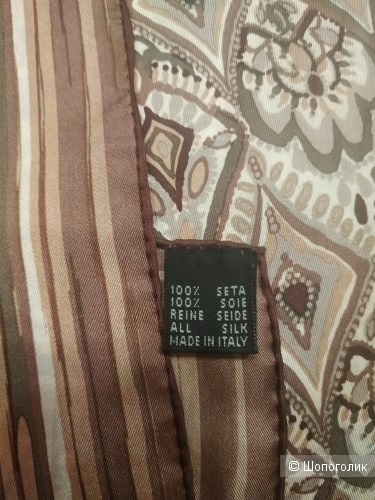 100% SETA
100% SOIE
REINE SEIDE
ALL SILK
MADE IN ITALY
© Шопоголик